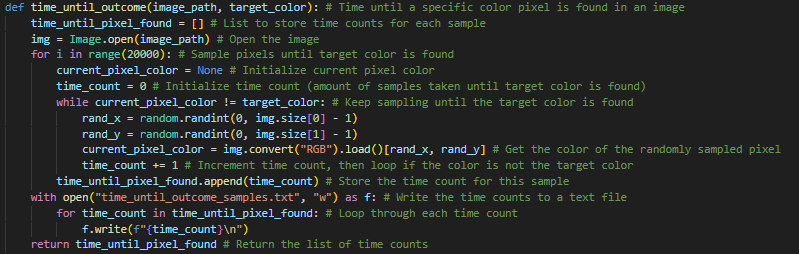 def time_until_outcome(image_path, target_color): # Time until a specific color pixel is found in an image
    time_until_pixel_found = [] # List to store time counts for each sample
    img = Image.open(image_path) # Open the image
    for i in range(20000): # Sample pixels until target color is found
        current_pixel_color = None # Initialize current pixel color
        time_count = 0 # Initialize time count (amount of samples taken until target color is found)
        while current_pixel_color != target_color: # Keep sampling until the target color is found
            rand_x = random.randint(0, img.size[0] - 1)
            rand_y = random.randint(0, img.size[1] - 1)
            current_pixel_color = img.convert("RGB").load()[rand_x, rand_y] # Get the color of the randomly sampled pixel
            time_count += 1 # Increment time count, then loop if the color is not the target color
        time_until_pixel_found.append(time_count) # Store the time count for this sample
    with open("time_until_outcome_samples.txt", "w") as f: # Write the time counts to a text file
        for time_count in time_until_pixel_found: # Loop through each time count
            f.write(f"{time_count}\n")
    return time_until_pixel_found # Return the list of time counts